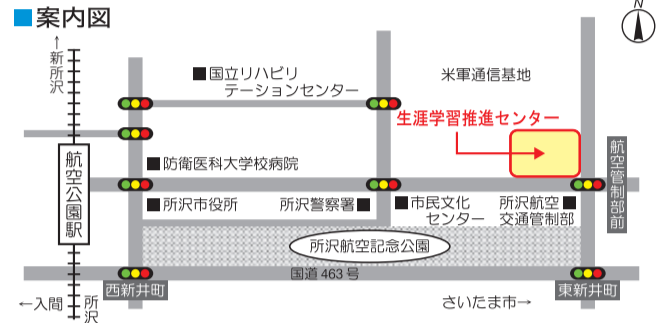 ■案内図
N
←新所沢
■国立リハビリ
テーションセンター
米軍通信基地
生涯学習推進センター
航空公園駅
■防衛医科大学校病院
航空管制部前
■所沢市役所
所沢警察署■
■市民文化
センター
所沢航空■
交通管制部
所沢航空記念公園
国道 463 号
西新井町
東新井町
←入間
所沢
さいたま市→